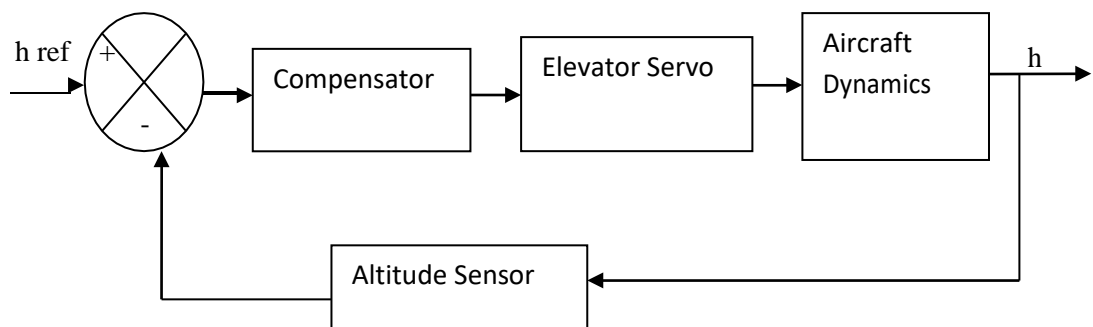 h ref
+
-
Compensator
Elevator Servo
Aircraft
Dynamics
h
Altitude Sensor